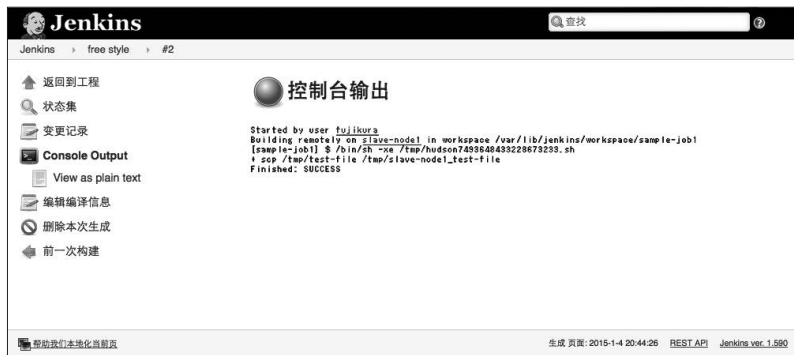 Jenkins
查找
Jenkins › free style › #2
返回到工程
状态集
变更记录
Console Output
View as plain text
编辑编译信息
删除本次生成
前一次构建
控制台输出
Started by user fujikura
Building remotely on slave-node1 in workspace /var/lib/jenkins/workspace/sample-job1
[sample-job1] $ /bin/sh -xe /tmp/hudson7493648433228673233.sh
+ scp /tmp/test-file /tmp/slave-node1_test-file
Finished: SUCCESS
帮助我们本地化当前页
生成 页面: 2015-1-4 20:44:26 REST API Jenkins ver. 1.590